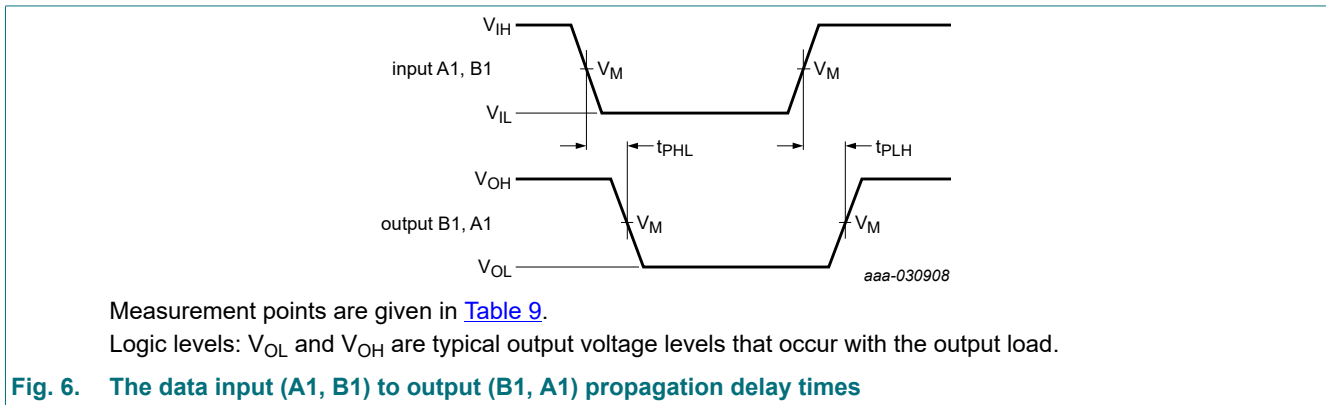 V_IH
input A1, B1
V_M
V_M
V_IL
t_PHL
t_PLH
V_OH
output B1, A1
V_M
V_M
V_OL
aaa-030908
Measurement points are given in Table 9.
Logic levels: V_OL and V_OH are typical output voltage levels that occur with the output load.
Fig. 6. The data input (A1, B1) to output (B1, A1) propagation delay times